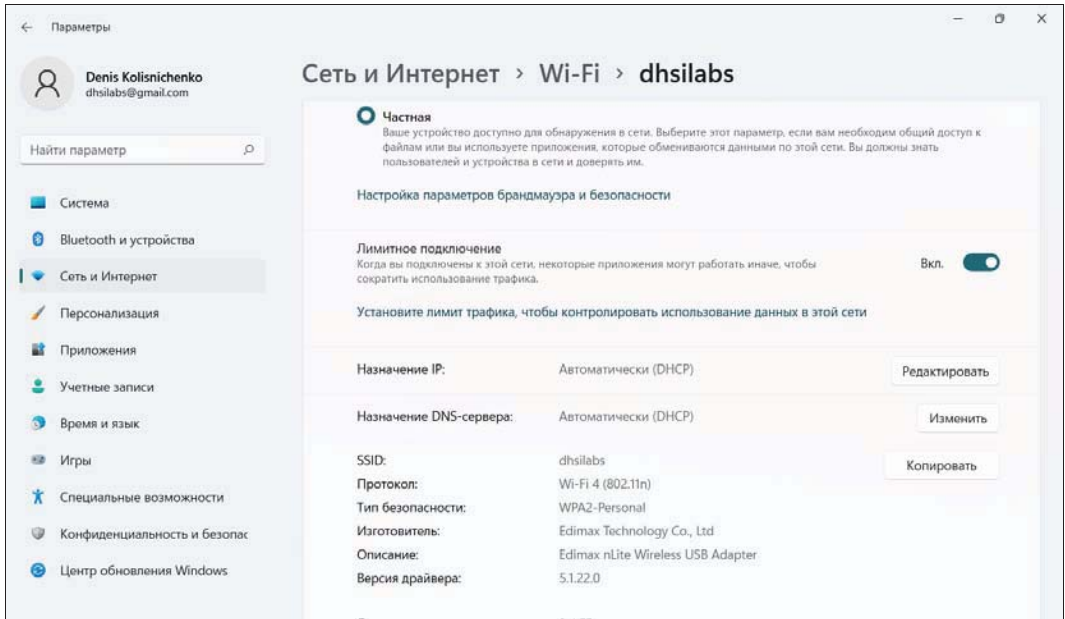 Параметры
Denis Kolisnichenko
dhsilabs@gmail.com
Найти параметр
Система
Bluetooth и устройства
Сеть и Интернет
Персонализация
Приложения
Учетные записи
Время и язык
Игры
Специальные возможности
Конфиденциальность и безопас
Центр обновления Windows
Сеть и Интернет › Wi-Fi › dhsilabs
Частная
Ваше устройство доступно для обнаружения в сети. Выберите этот параметр, если вам необходим общий доступ к
файлам или вы используете приложения, которые обмениваются данными по этой сети. Вы должны знать
пользователей и устройства в сети и доверять им.
Настройка параметров брандмауэра и безопасности
Лимитное подключение
Когда вы подключены к этой сети, некоторые приложения могут работать иначе, чтобы
сократить использование трафика.
Вкл.
Установите лимит трафика, чтобы контролировать использование данных в этой сети
Назначение IP: Автоматически (DHCP) Редактировать
Назначение DNS-сервера: Автоматически (DHCP) Изменить
SSID: dhsilabs Копировать
Протокол: Wi-Fi 4 (802.11n)
Тип безопасности: WPA2-Personal
Изготовитель: Edimax Technology Co., Ltd
Описание: Edimax nLite Wireless USB Adapter
Версия драйвера: 5.1.22.0